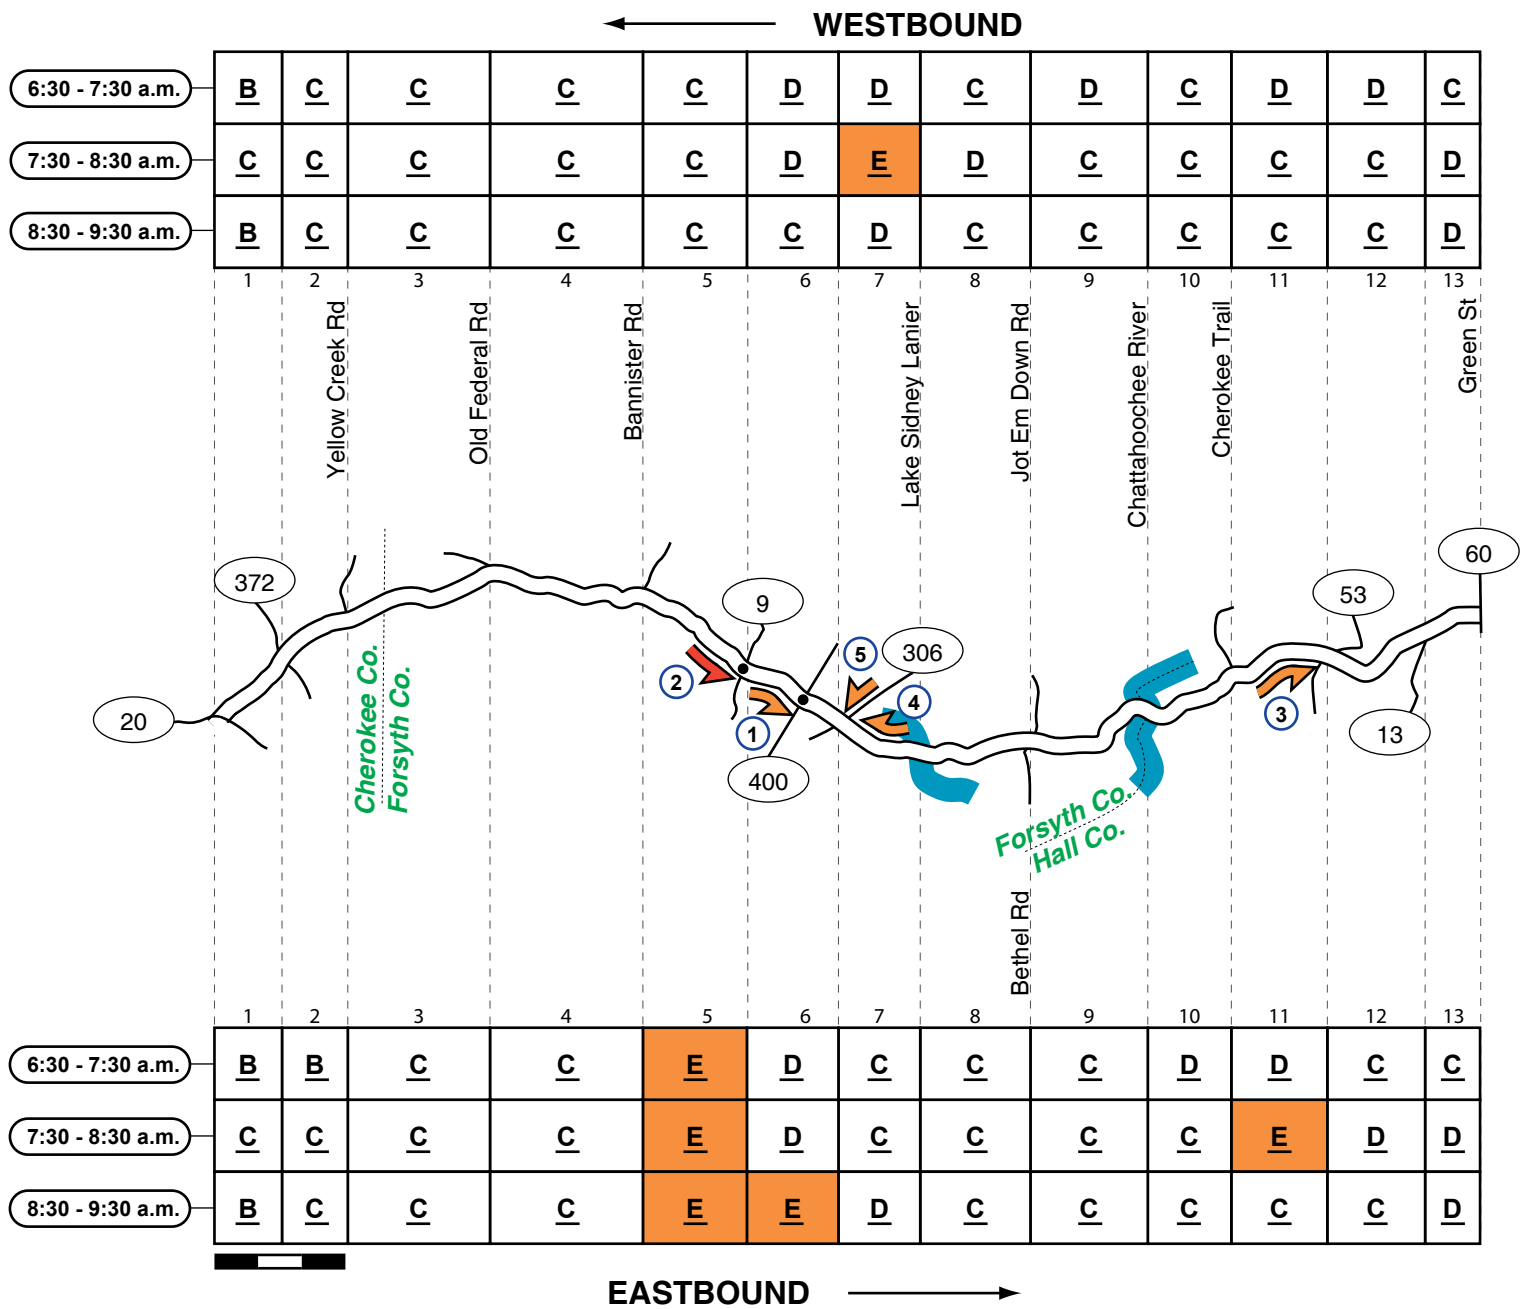 WESTBOUND
6:30 - 7:30 a.m. B C C C C D D C D C D D C
7:30 - 8:30 a.m. C C C C C D E D C C C C D
8:30 - 9:30 a.m. B C C C C C D C C C C C D
1 2 3 4 5 6 7 8 9 10 11 12 13
Yellow Creek Rd
Old Federal Rd
Bannister Rd
Lake Sidney Lanier
Jot Em Down Rd
Chattahoochee River
Cherokee Trail
Green St
60
372
53
9
5
306
2
4
20
3
1
13
400
Cherokee Co.
Forsyth Co.
Forsyth Co.
Hall Co.
Bethel Rd
1 2 3 4 5 6 7 8 9 10 11 12 13
6:30 - 7:30 a.m. B B C C E D C C C D D C C
7:30 - 8:30 a.m. C C C C E D C C C C E D D
8:30 - 9:30 a.m. B C C C E E D C C C C C D
EASTBOUND